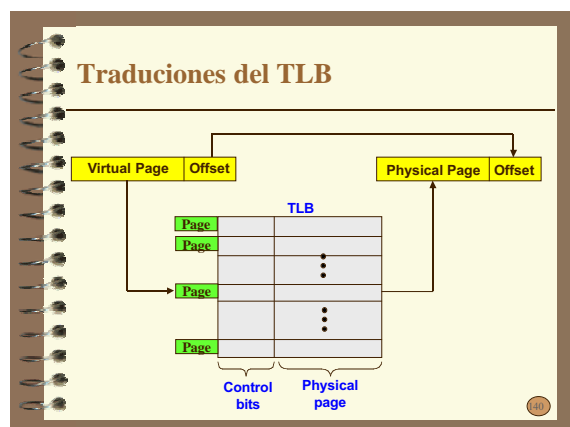 Traduciones del TLB
Virtual Page Offset
Physical Page Offset
TLB
Page
Page
Page
Page
Control
bits
Physical
page
140